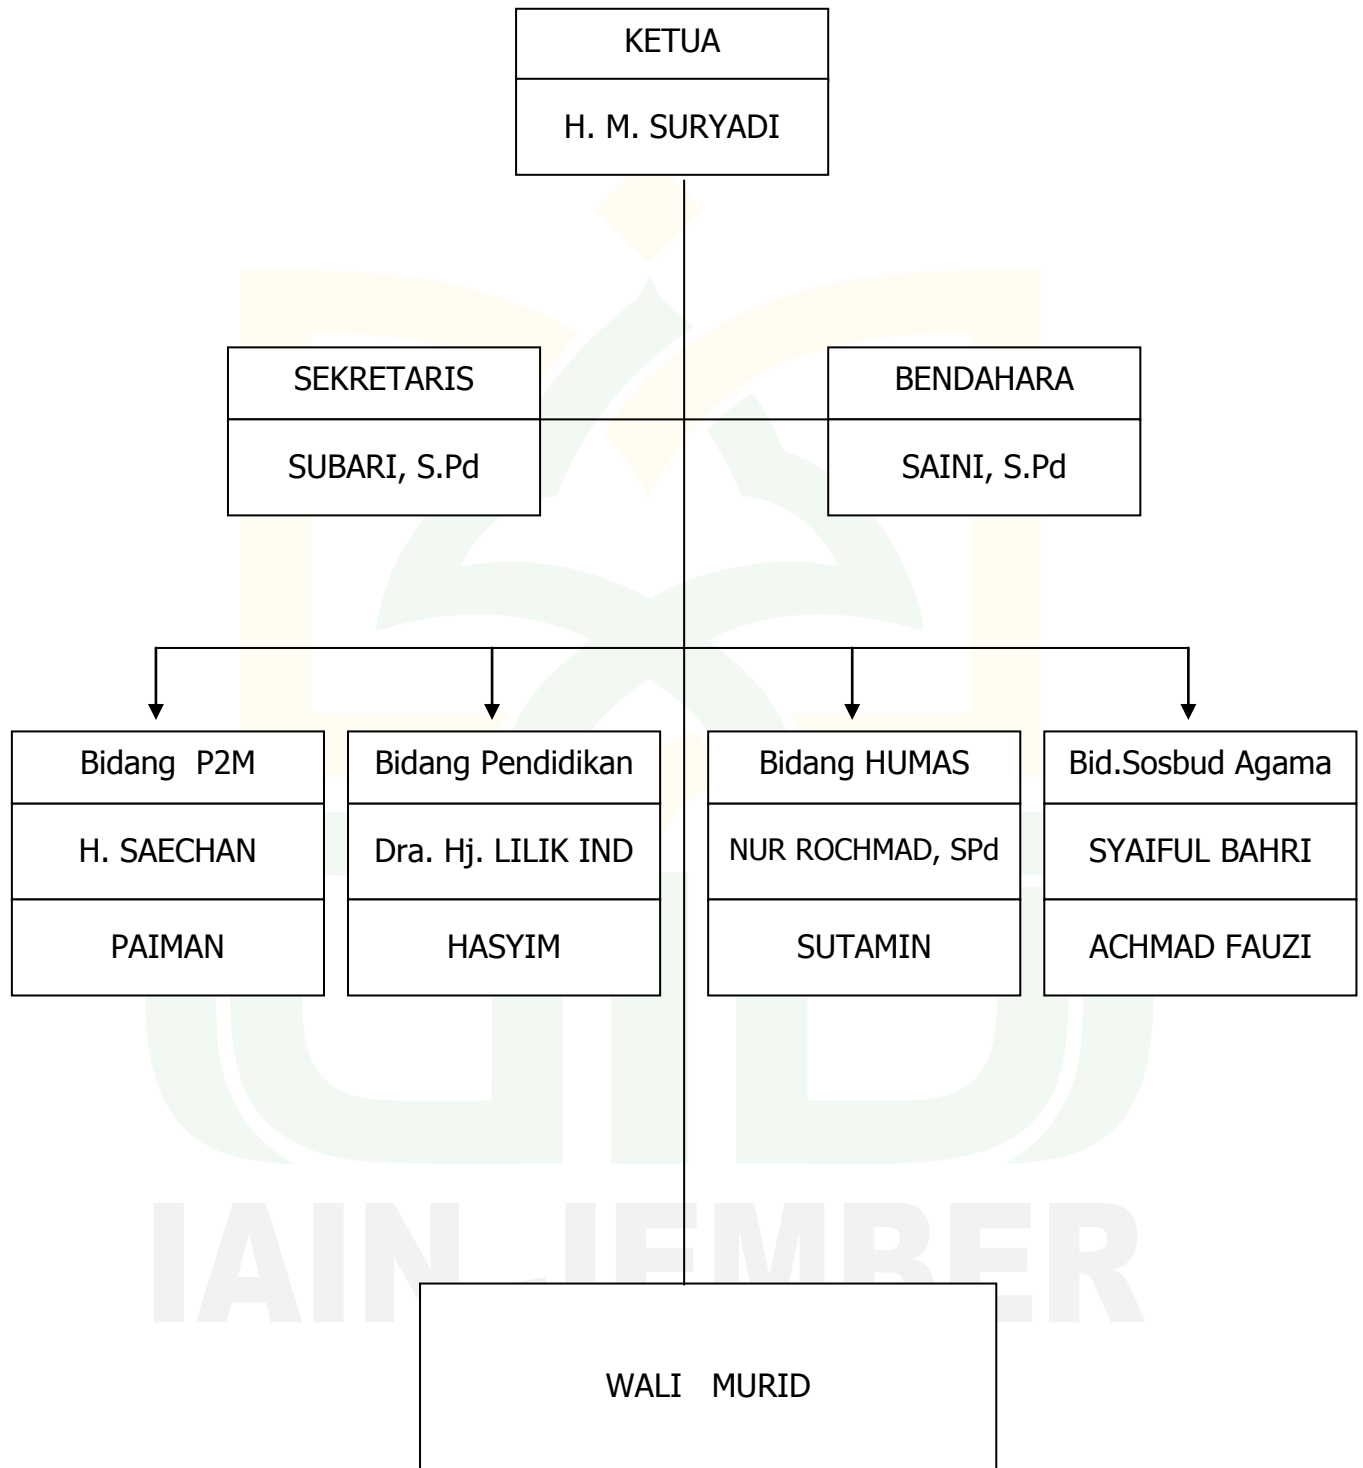 KETUA
H. M. SURYADI
SEKRETARIS
SUBARI, S.Pd
BENDAHARA
SAINI, S.Pd
Bidang P2M
H. SAECHAN
PAIMAN
Bidang Pendidikan
Dra. Hj. LILIK IND
HASYIM
Bidang HUMAS
NUR ROCHMAD, SPd
SUTAMIN
Bid.Sosbud Agama
SYAIFUL BAHRI
ACHMAD FAUZI
IAIN JEMBER
WALI MURID